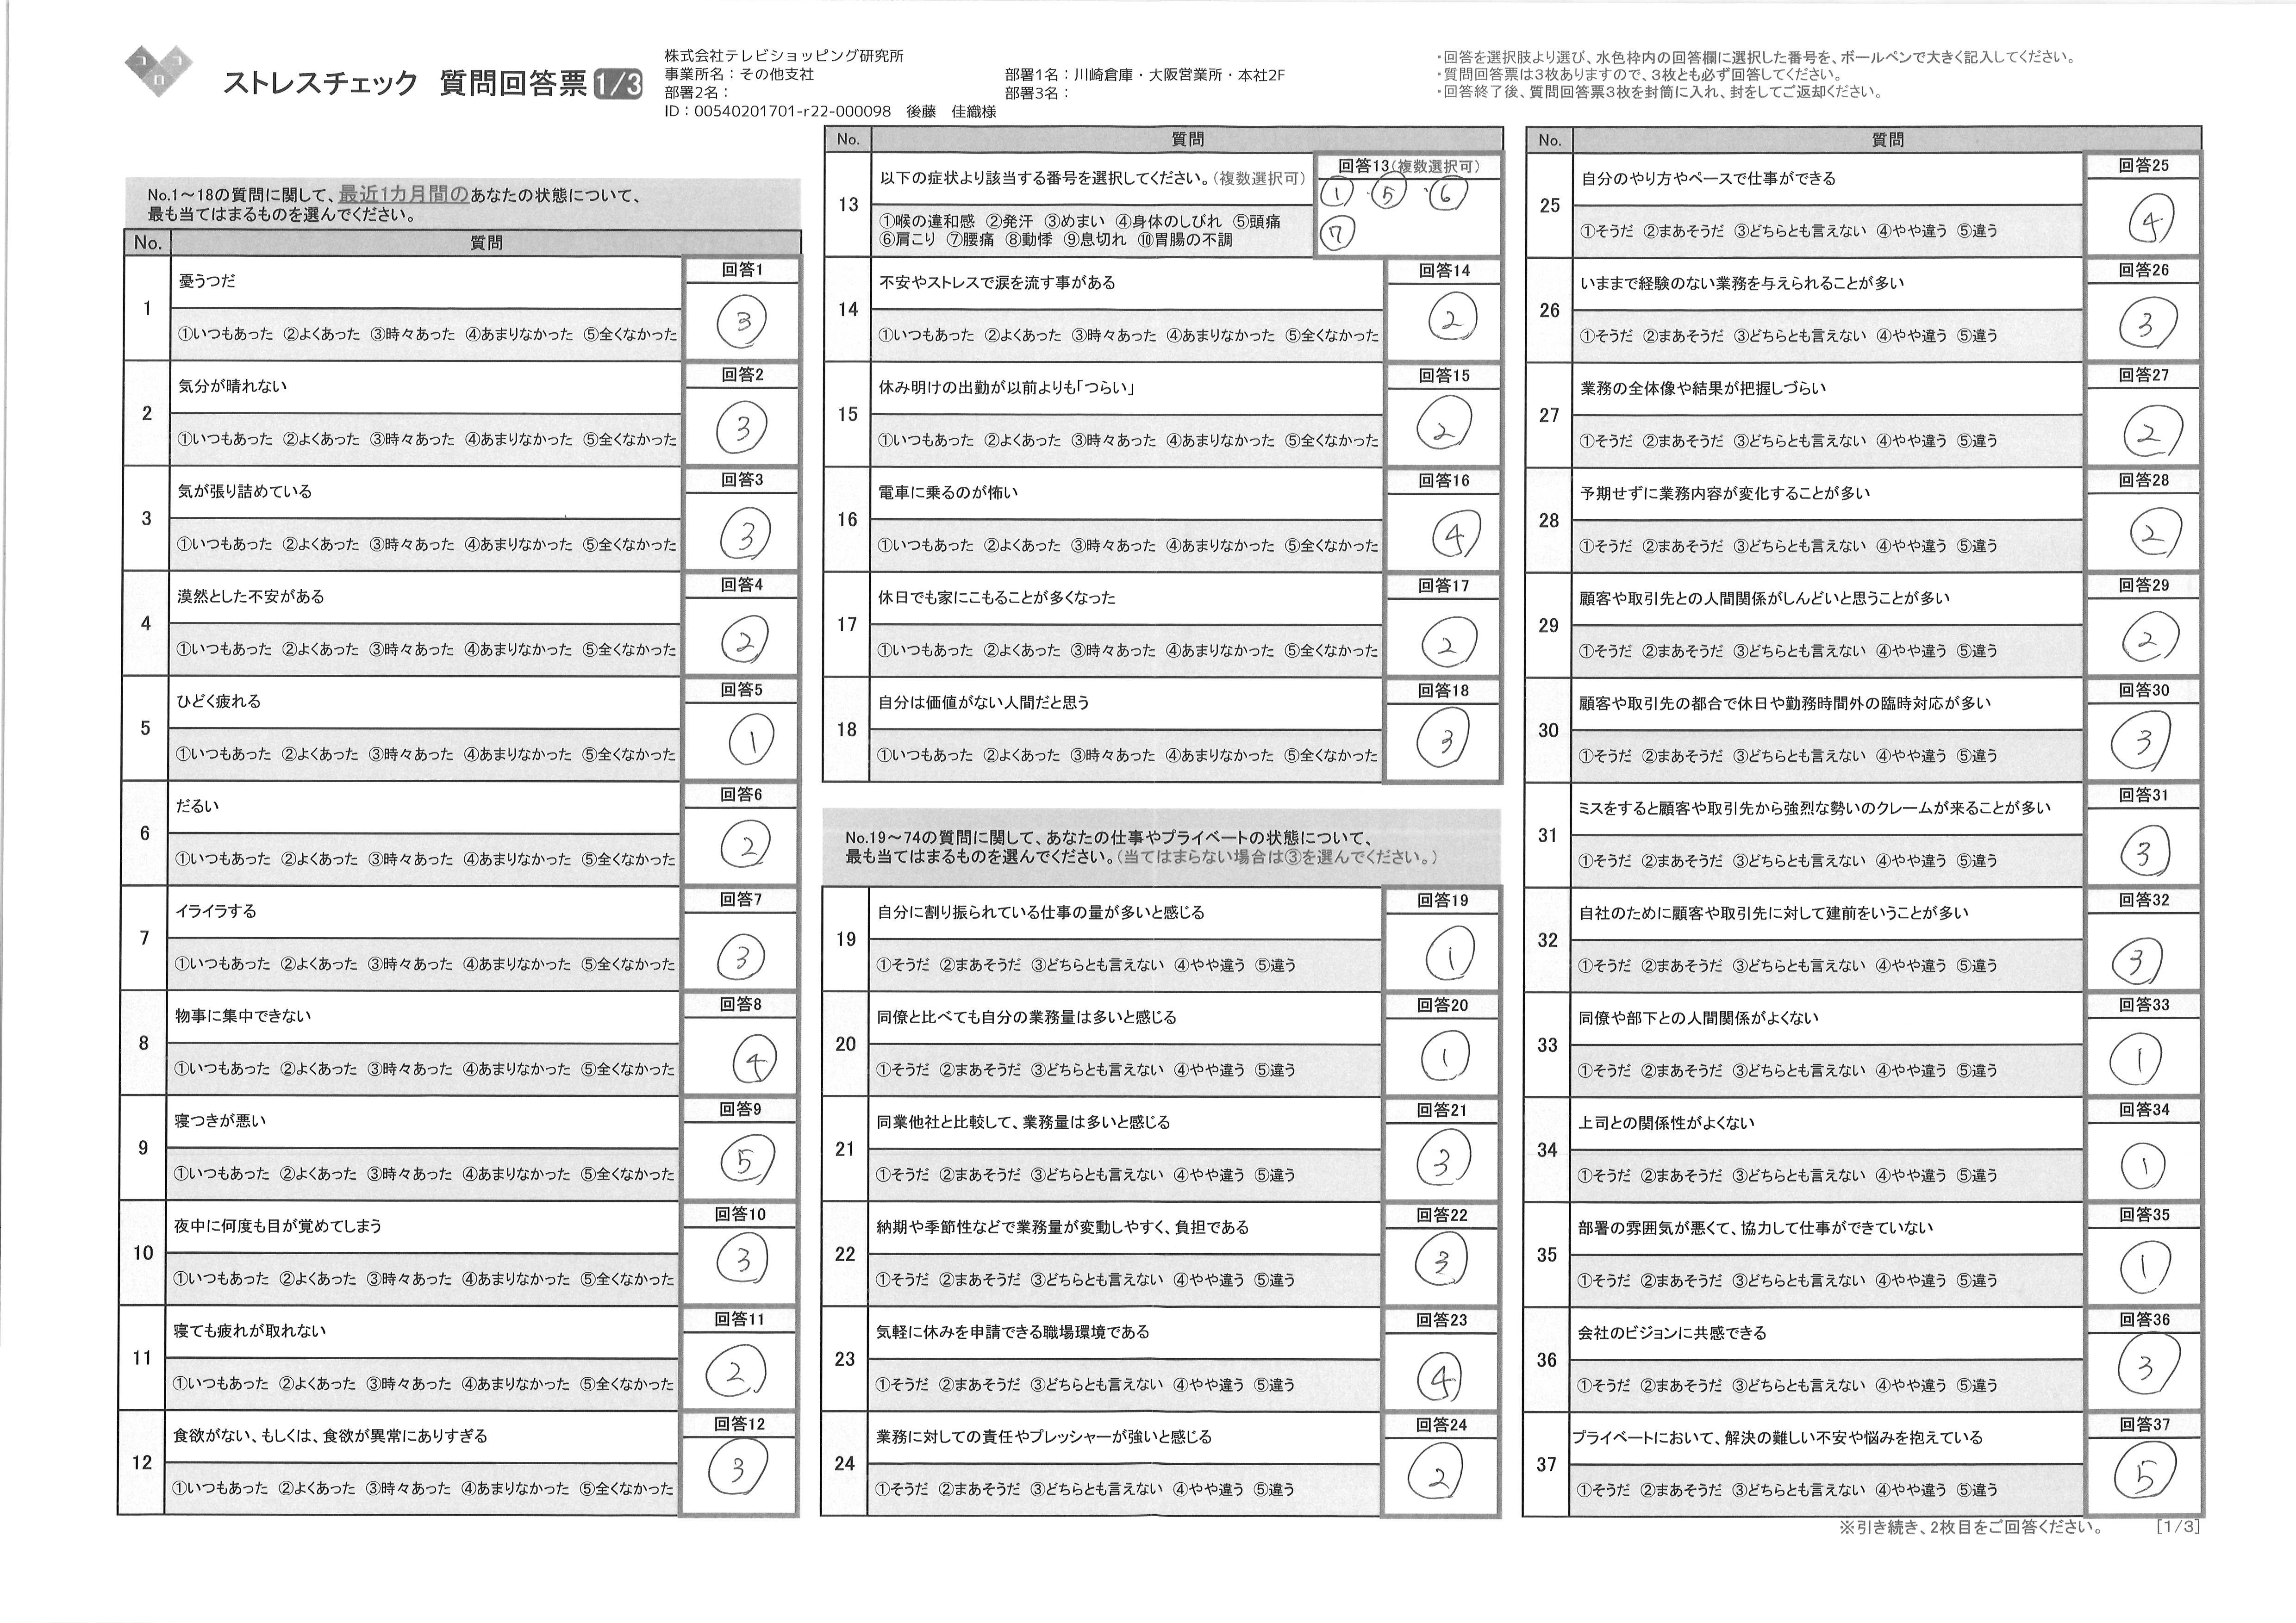 ココロ
ストレスチェック 質問回答票 1/3
株式会社テレビショッピング研究所
事業所名：その他支社
部署1名：川崎倉庫・大阪営業所・本社2F
部署2名：
部署3名：
ID：00540201701-r22-000098 後藤 佳織様
・回答を選択肢より選び、水色枠内の回答欄に選択した番号を、ボールペンで大きく記入してください。
・質問回答票は3枚ありますので、3枚とも必ず回答してください。
・回答終了後、質問回答票3枚を封筒に入れ、封をしてご返却ください。
No.1～18の質問に関して、最近1カ月間のあなたの状態について、
最も当てはまるものを選んでください。
No. 質問
1 憂うつだ 回答1
①いつもあった ②よくあった ③時々あった ④あまりなかった ⑤全くなかった ③
2 気分が晴れない 回答2
①いつもあった ②よくあった ③時々あった ④あまりなかった ⑤全くなかった ③
3 気が張り詰めている 回答3
①いつもあった ②よくあった ③時々あった ④あまりなかった ⑤全くなかった ③
4 漠然とした不安がある 回答4
①いつもあった ②よくあった ③時々あった ④あまりなかった ⑤全くなかった ②
5 ひどく疲れる 回答5
①いつもあった ②よくあった ③時々あった ④あまりなかった ⑤全くなかった ①
6 だるい 回答6
①いつもあった ②よくあった ③時々あった ④あまりなかった ⑤全くなかった ②
7 イライラする 回答7
①いつもあった ②よくあった ③時々あった ④あまりなかった ⑤全くなかった ③
8 物事に集中できない 回答8
①いつもあった ②よくあった ③時々あった ④あまりなかった ⑤全くなかった ④
9 寝つきが悪い 回答9
①いつもあった ②よくあった ③時々あった ④あまりなかった ⑤全くなかった ⑤
10 夜中に何度も目が覚めてしまう 回答10
①いつもあった ②よくあった ③時々あった ④あまりなかった ⑤全くなかった ③
11 寝ても疲れが取れない 回答11
①いつもあった ②よくあった ③時々あった ④あまりなかった ⑤全くなかった ②
12 食欲がない、もしくは、食欲が異常にありすぎる 回答12
①いつもあった ②よくあった ③時々あった ④あまりなかった ⑤全くなかった ③
No. 質問
13 以下の症状より該当する番号を選択してください。（複数選択可） 回答13（複数選択可）
①・⑤・⑥
⑦
①喉の違和感 ②発汗 ③めまい ④身体のしびれ ⑤頭痛
⑥肩こり ⑦腰痛 ⑧動悸 ⑨息切れ ⑩胃腸の不調
14 不安やストレスで涙を流す事がある 回答14
①いつもあった ②よくあった ③時々あった ④あまりなかった ⑤全くなかった ②
15 休み明けの出勤が以前よりも「つらい」 回答15
①いつもあった ②よくあった ③時々あった ④あまりなかった ⑤全くなかった ②
16 電車に乗るのが怖い 回答16
①いつもあった ②よくあった ③時々あった ④あまりなかった ⑤全くなかった ④
17 休日でも家にこもることが多くなった 回答17
①いつもあった ②よくあった ③時々あった ④あまりなかった ⑤全くなかった ②
18 自分は価値がない人間だと思う 回答18
①いつもあった ②よくあった ③時々あった ④あまりなかった ⑤全くなかった ③
No.19～74の質問に関して、あなたの仕事やプライベートの状態について、
最も当てはまるものを選んでください。（当てはまらない場合は③を選んでください。）
19 自分に割り振られている仕事の量が多いと感じる 回答19
①そうだ ②まあそうだ ③どちらとも言えない ④やや違う ⑤違う ①
20 同僚と比べても自分の業務量は多いと感じる 回答20
①そうだ ②まあそうだ ③どちらとも言えない ④やや違う ⑤違う ①
21 同業他社と比較して、業務量は多いと感じる 回答21
①そうだ ②まあそうだ ③どちらとも言えない ④やや違う ⑤違う ③
22 納期や季節性などで業務量が変動しやすく、負担である 回答22
①そうだ ②まあそうだ ③どちらとも言えない ④やや違う ⑤違う ③
23 気軽に休みを申請できる職場環境である 回答23
①そうだ ②まあそうだ ③どちらとも言えない ④やや違う ⑤違う ④
24 業務に対しての責任やプレッシャーが強いと感じる 回答24
①そうだ ②まあそうだ ③どちらとも言えない ④やや違う ⑤違う ②
No. 質問
25 自分のやり方やペースで仕事ができる 回答25
①そうだ ②まあそうだ ③どちらとも言えない ④やや違う ⑤違う ④
26 いままで経験のない業務を与えられることが多い 回答26
①そうだ ②まあそうだ ③どちらとも言えない ④やや違う ⑤違う ③
27 業務の全体像や結果が把握しづらい 回答27
①そうだ ②まあそうだ ③どちらとも言えない ④やや違う ⑤違う ②
28 予期せずに業務内容が変化することが多い 回答28
①そうだ ②まあそうだ ③どちらとも言えない ④やや違う ⑤違う ②
29 顧客や取引先との人間関係がしんどいと思うことが多い 回答29
①そうだ ②まあそうだ ③どちらとも言えない ④やや違う ⑤違う ②
30 顧客や取引先の都合で休日や勤務時間外の臨時対応が多い 回答30
①そうだ ②まあそうだ ③どちらとも言えない ④やや違う ⑤違う ③
31 ミスをすると顧客や取引先から強烈な勢いのクレームが来ることが多い 回答31
①そうだ ②まあそうだ ③どちらとも言えない ④やや違う ⑤違う ③
32 自社のために顧客や取引先に対して建前をいうことが多い 回答32
①そうだ ②まあそうだ ③どちらとも言えない ④やや違う ⑤違う ③
33 同僚や部下との人間関係がよくない 回答33
①そうだ ②まあそうだ ③どちらとも言えない ④やや違う ⑤違う ①
34 上司との関係性がよくない 回答34
①そうだ ②まあそうだ ③どちらとも言えない ④やや違う ⑤違う ①
35 部署の雰囲気が悪くて、協力して仕事ができていない 回答35
①そうだ ②まあそうだ ③どちらとも言えない ④やや違う ⑤違う ①
36 会社のビジョンに共感できる 回答36
①そうだ ②まあそうだ ③どちらとも言えない ④やや違う ⑤違う ③
37 プライベートにおいて、解決の難しい不安や悩みを抱えている 回答37
①そうだ ②まあそうだ ③どちらとも言えない ④やや違う ⑤違う ⑤
※引き続き、2枚目をご回答ください。 [1/3]